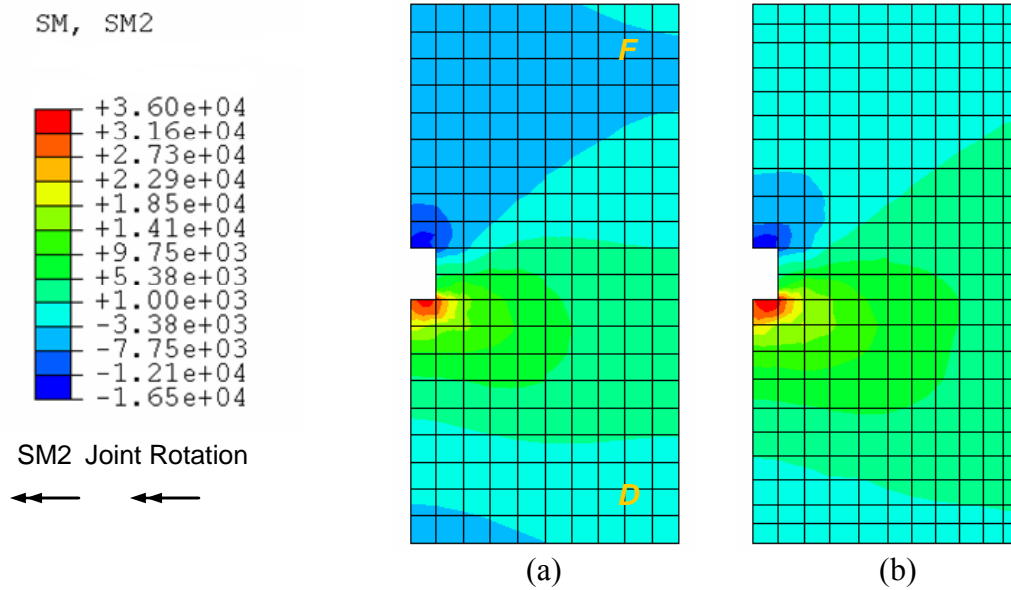 SM, SM2
+3.60e+04
+3.16e+04
+2.73e+04
+2.29e+04
+1.85e+04
+1.41e+04
+9.75e+03
+5.38e+03
+1.00e+03
-3.38e+03
-7.75e+03
-1.21e+04
-1.65e+04
SM2 Joint Rotation
F
D
(a)
(b)